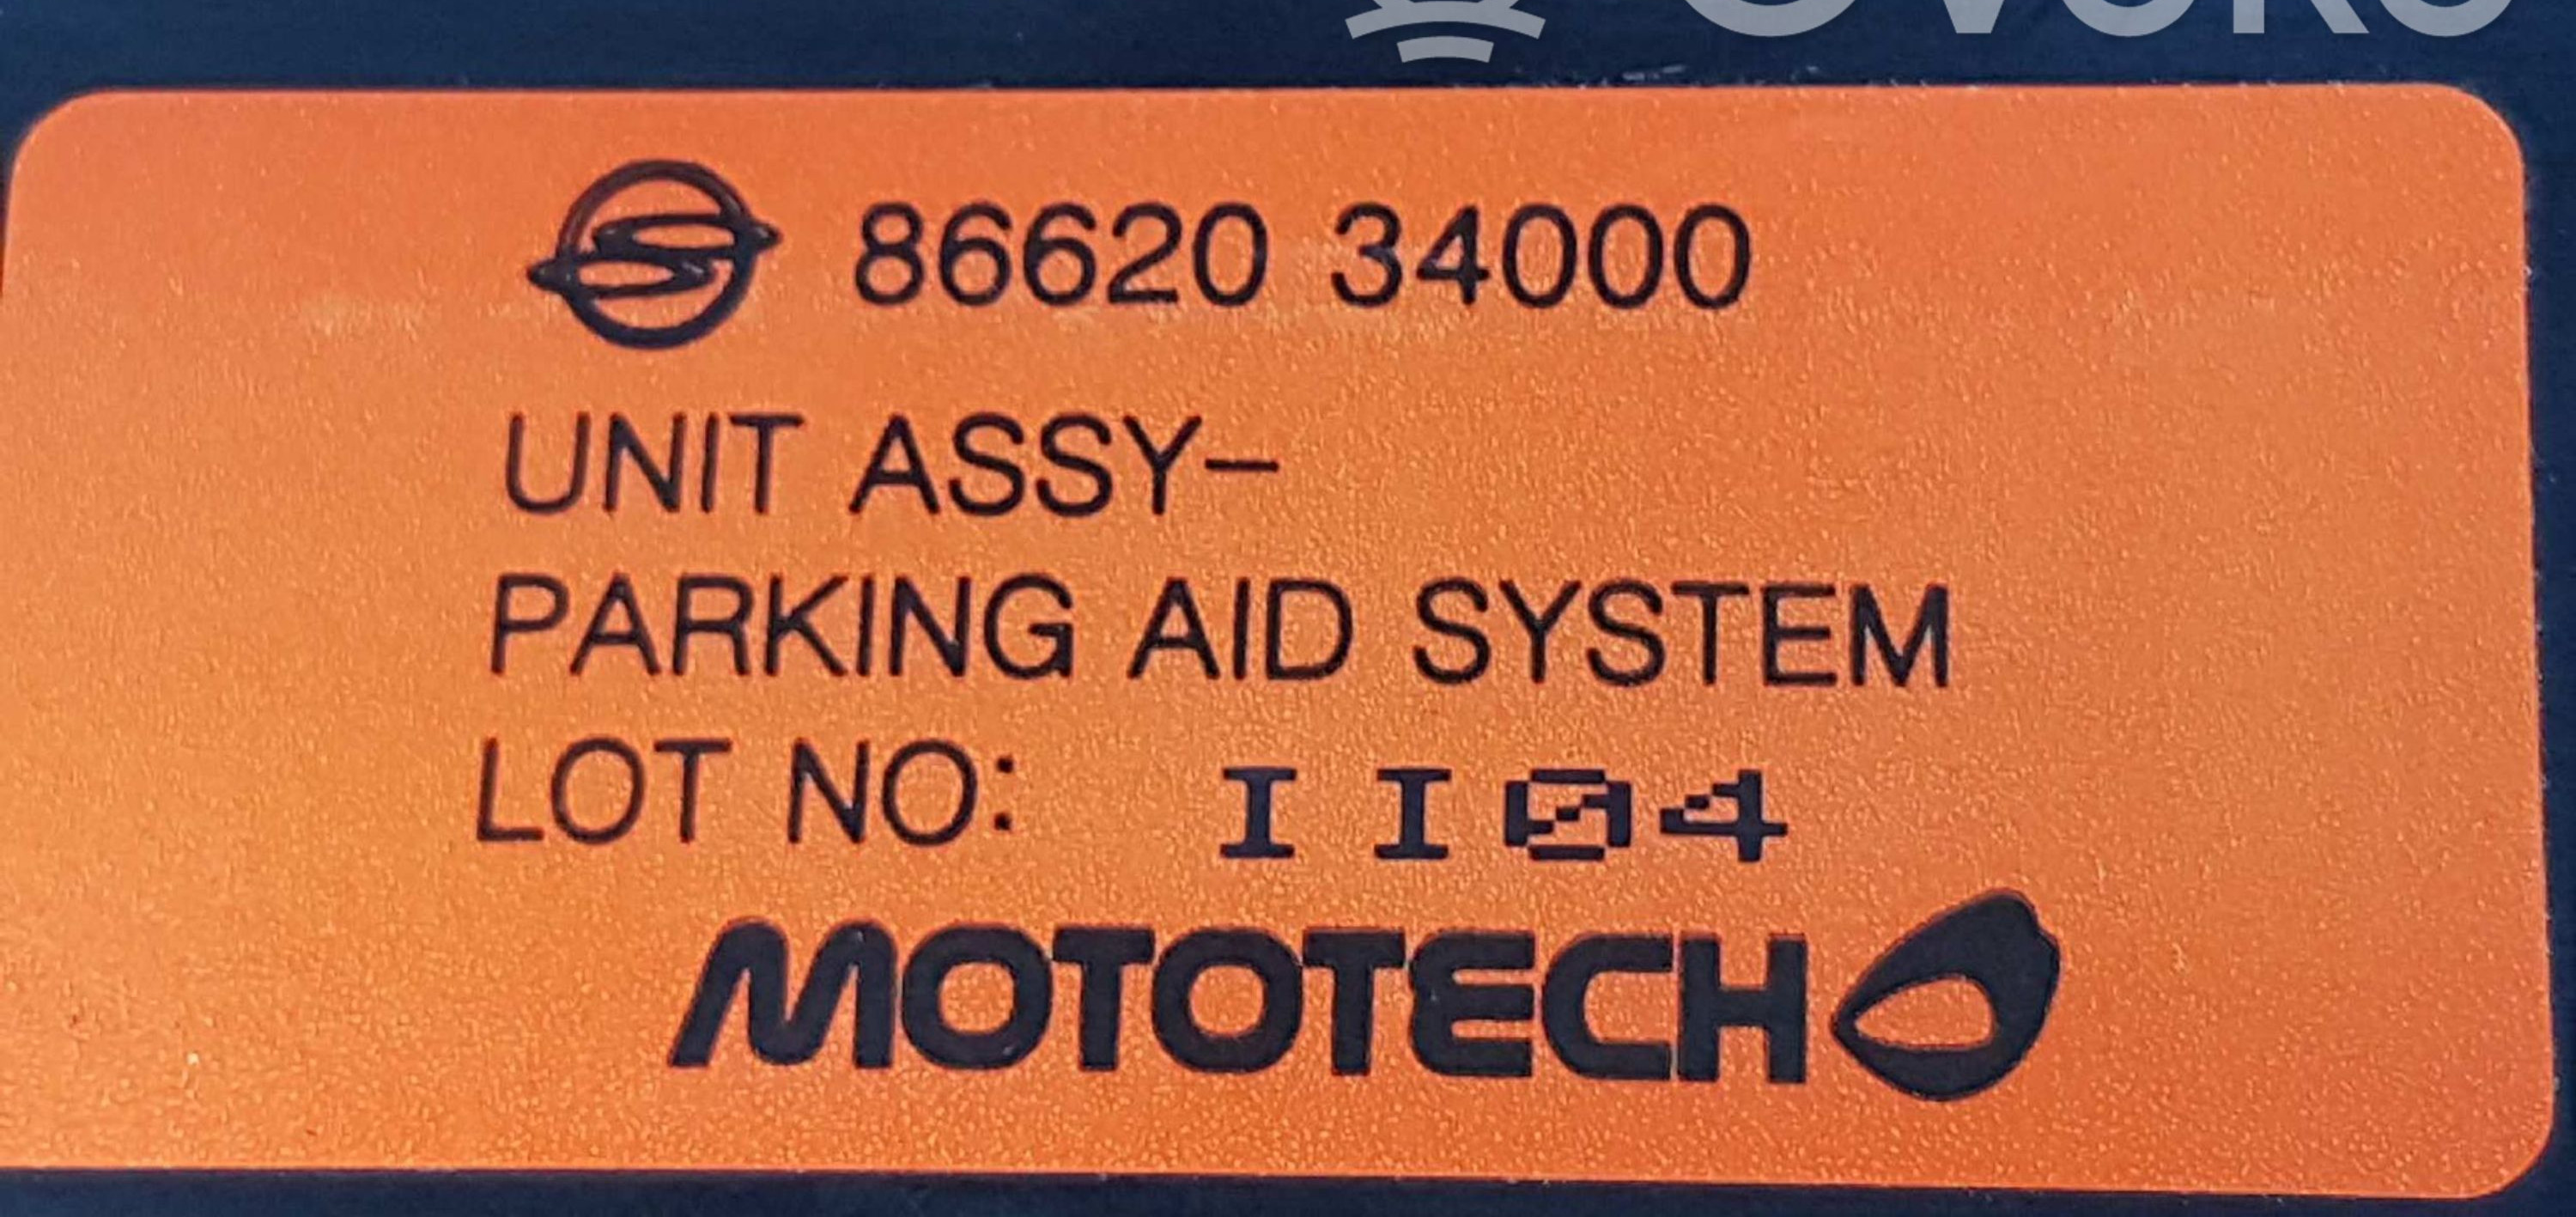 86620 34000
UNIT ASSY-
PARKING AID SYSTEM
LOT NO: II04
MOTOTECH